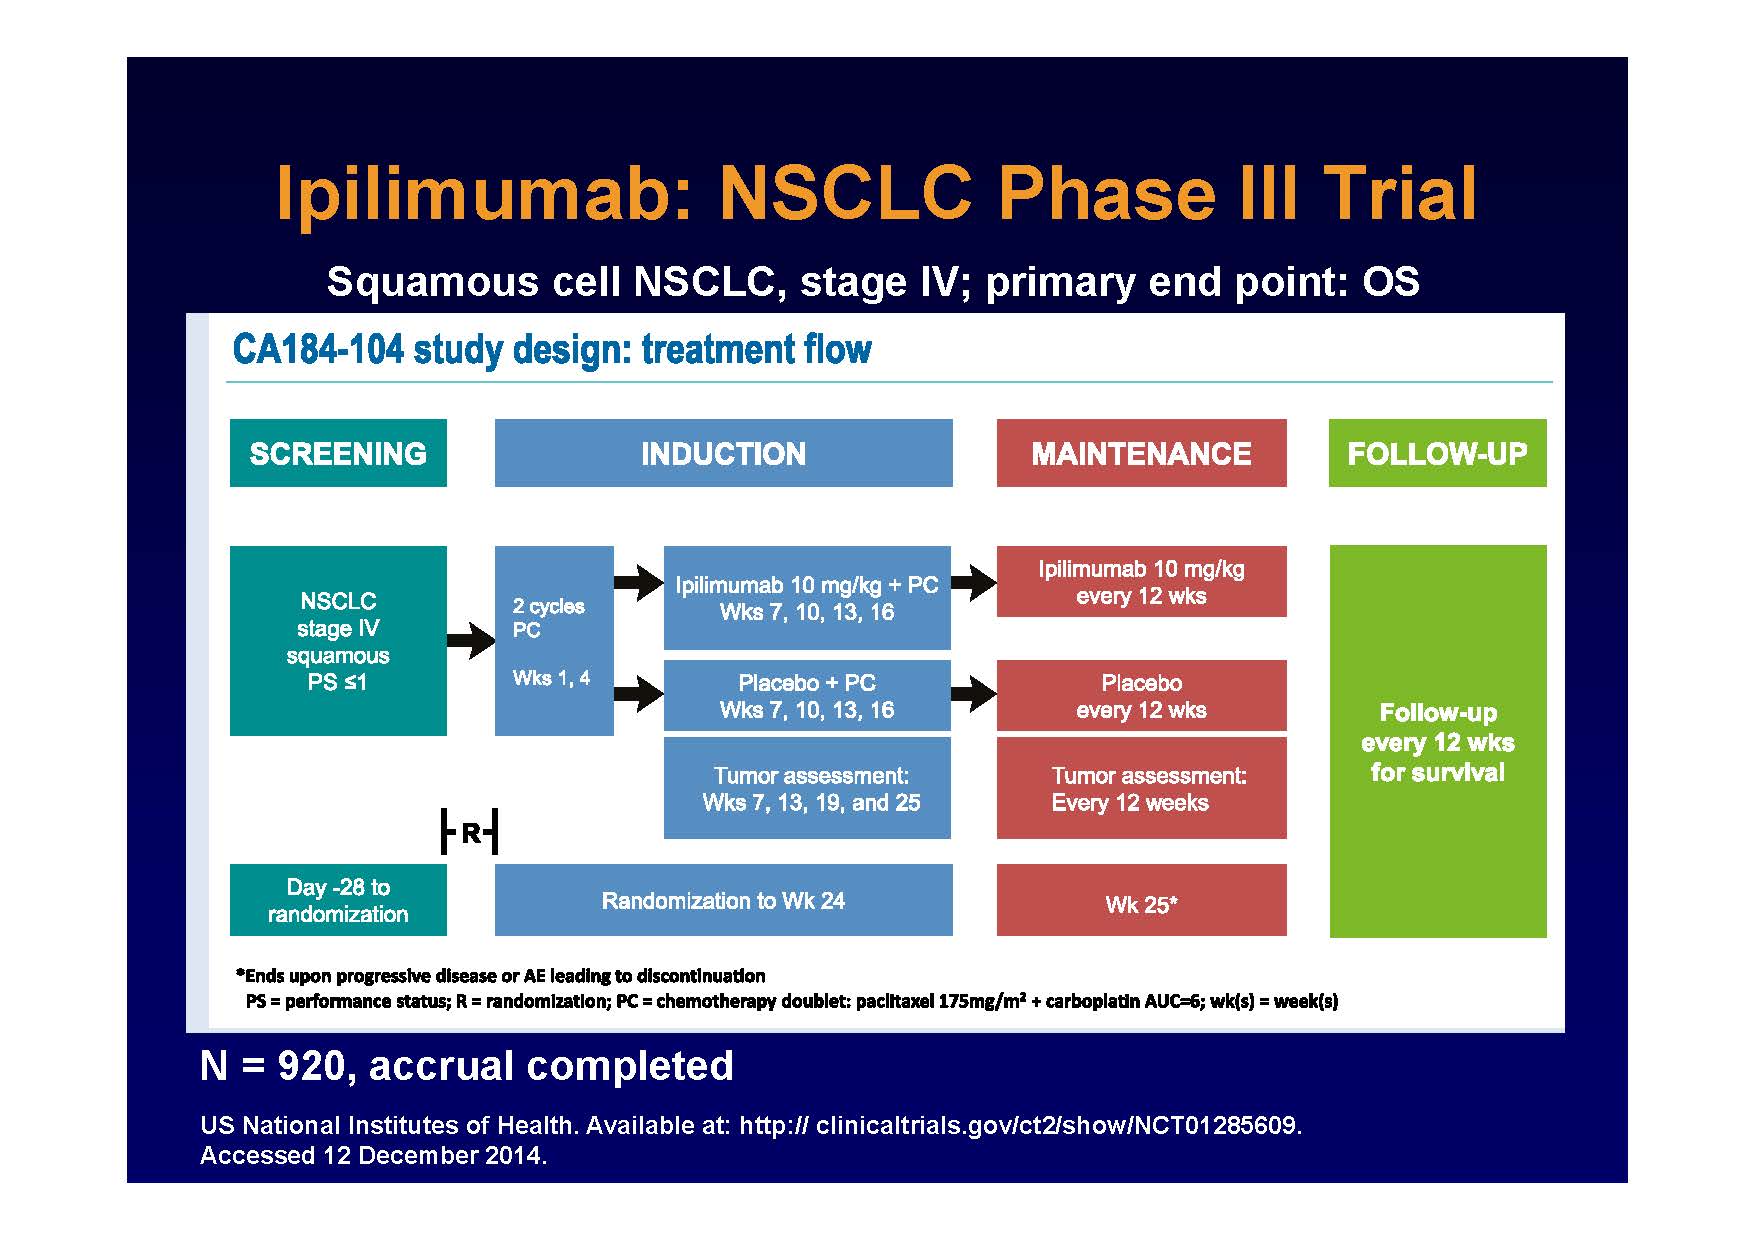 Ipilimumab: NSCLC Phase III Trial
Squamous cell NSCLC, stage IV; primary end point: OS
CA184-104 study design: treatment flow
SCREENING
INDUCTION
MAINTENANCE
FOLLOW-UP
NSCLC
stage IV
squamous
PS ≤1
2 cycles
PC
Wks 1, 4
Ipilimumab 10 mg/kg + PC
Wks 7, 10, 13, 16
Ipilimumab 10 mg/kg
every 12 wks
Placebo + PC
Wks 7, 10, 13, 16
Placebo
every 12 wks
Tumor assessment:
Wks 7, 13, 19, and 25
Tumor assessment:
Every 12 weeks
Follow-up
every 12 wks
for survival
R
Day -28 to
randomization
Randomization to Wk 24
Wk 25*
*Ends upon progressive disease or AE leading to discontinuation
PS = performance status; R = randomization; PC = chemotherapy doublet: paclitaxel 175mg/m² + carboplatin AUC=6; wk(s) = week(s)
N = 920, accrual completed
US National Institutes of Health. Available at: http:// clinicaltrials.gov/ct2/show/NCT01285609.
Accessed 12 December 2014.